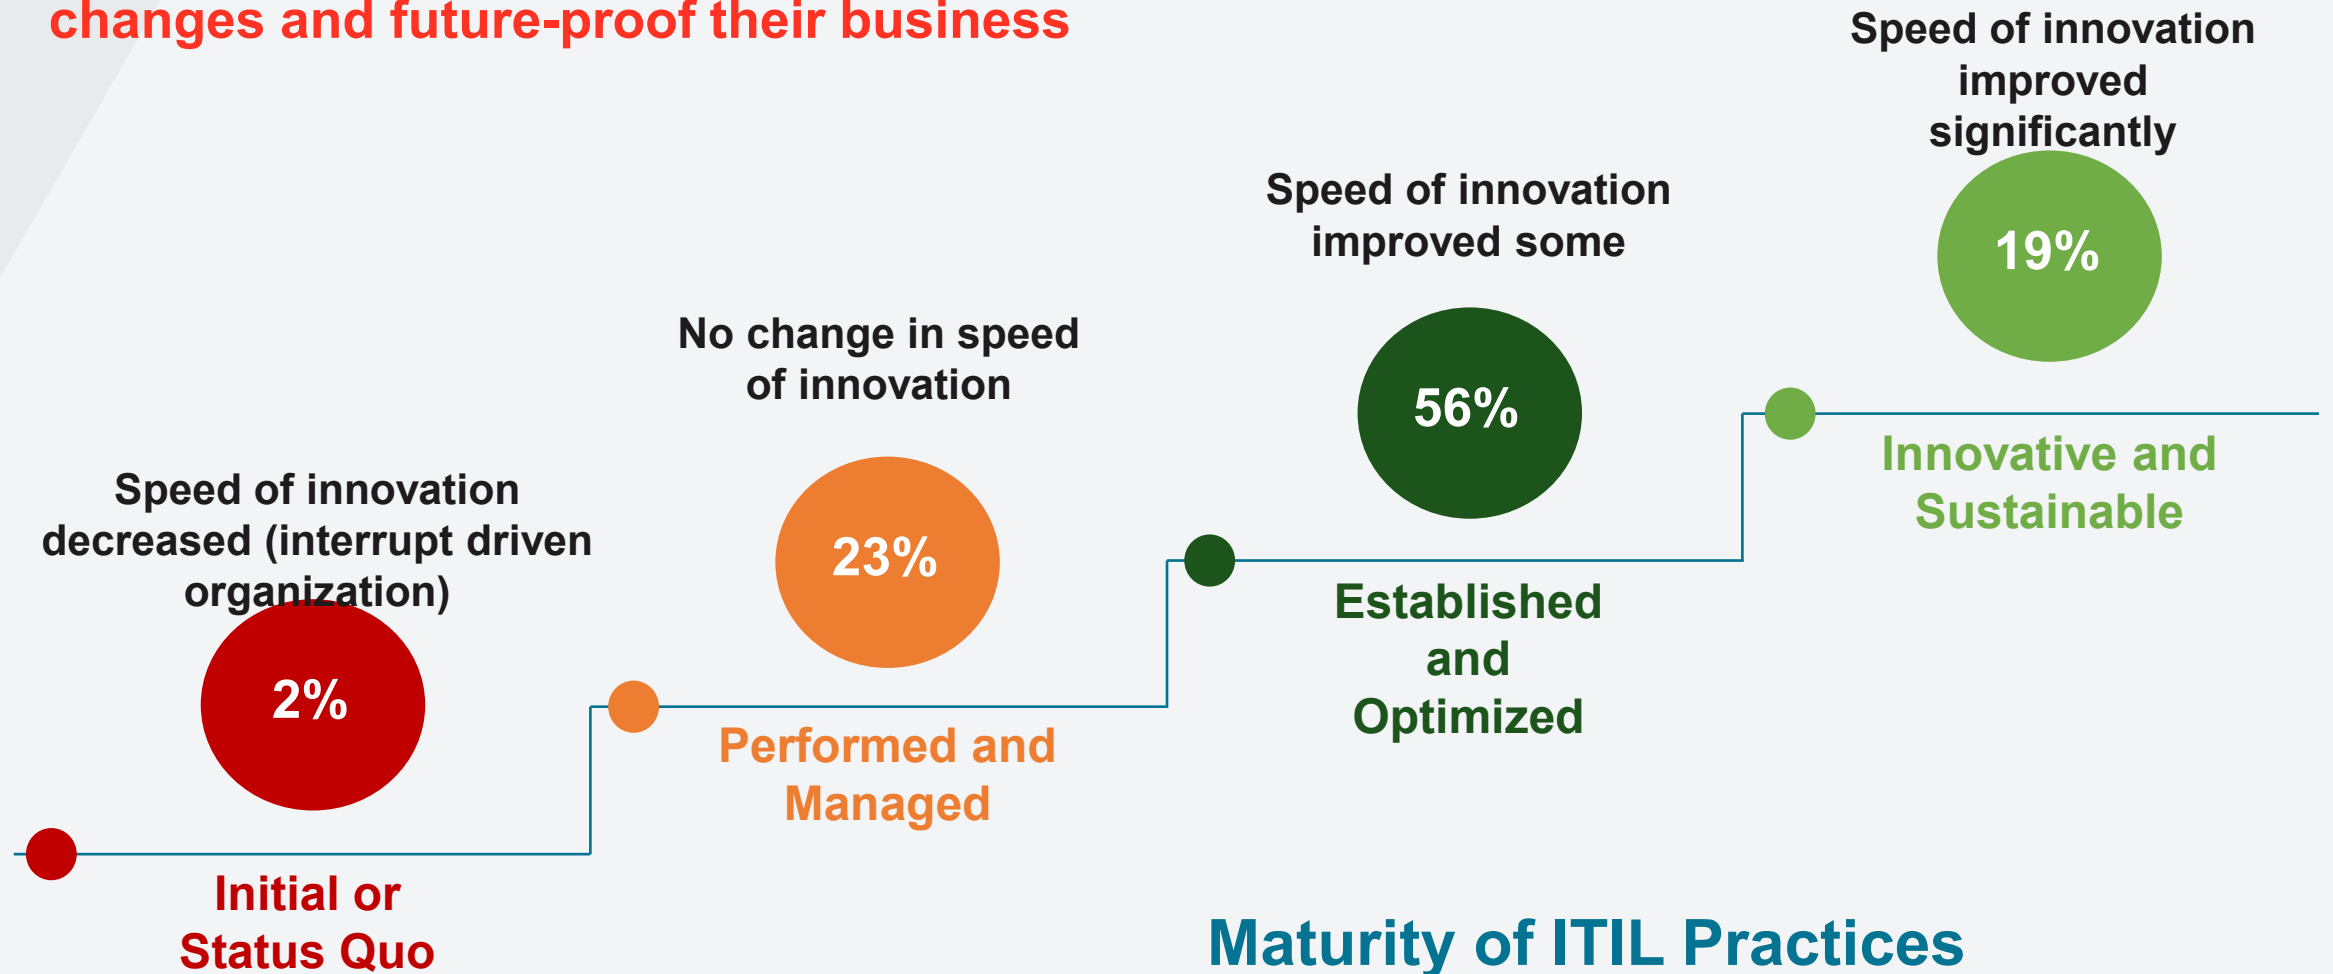 changes and future-proof their business
Speed of innovation
decreased (interrupt driven
organization)
2%
Initial or
Status Quo
No change in speed
of innovation
23%
Performed and
Managed
Speed of innovation
improved some
56%
Established
and
Optimized
Speed of innovation
improved
significantly
19%
Innovative and
Sustainable
Maturity of ITIL Practices